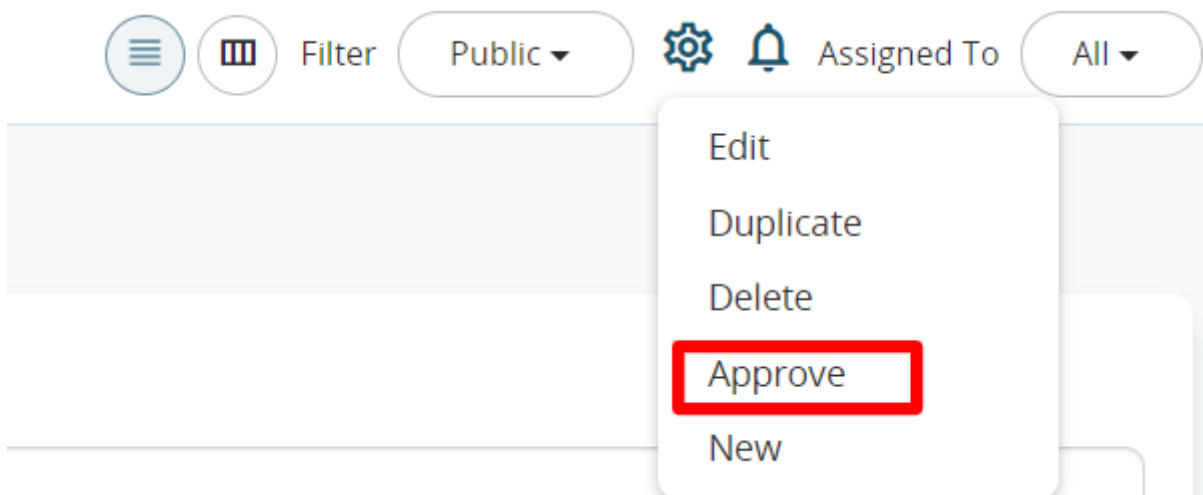 Filter Public Assigned To All
Edit
Duplicate
Delete
Approve
New